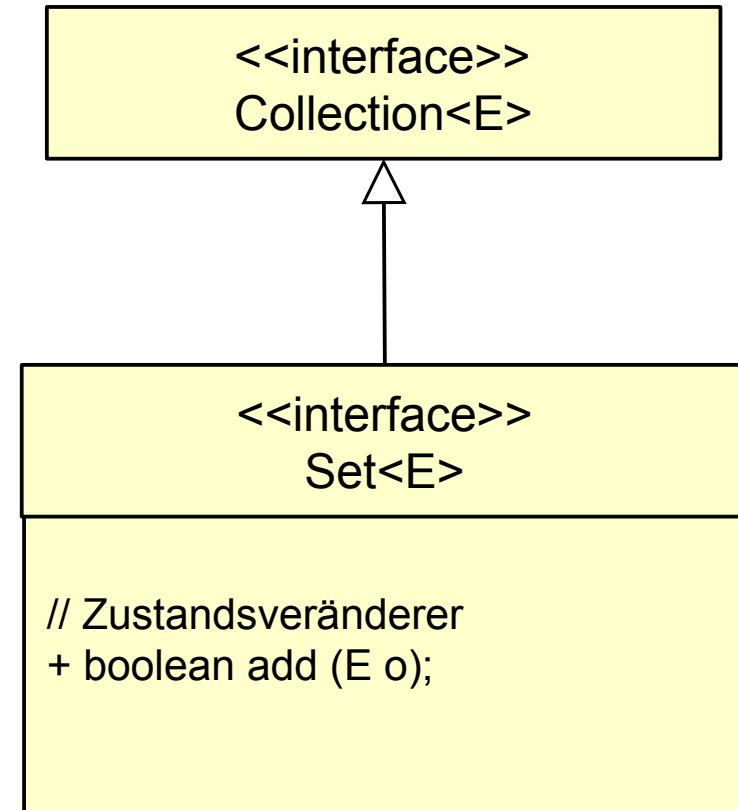 <<interface>>
Collection<E>
<<interface>>
Set<E>
// Zustandsveränderer
+ boolean add (E o);